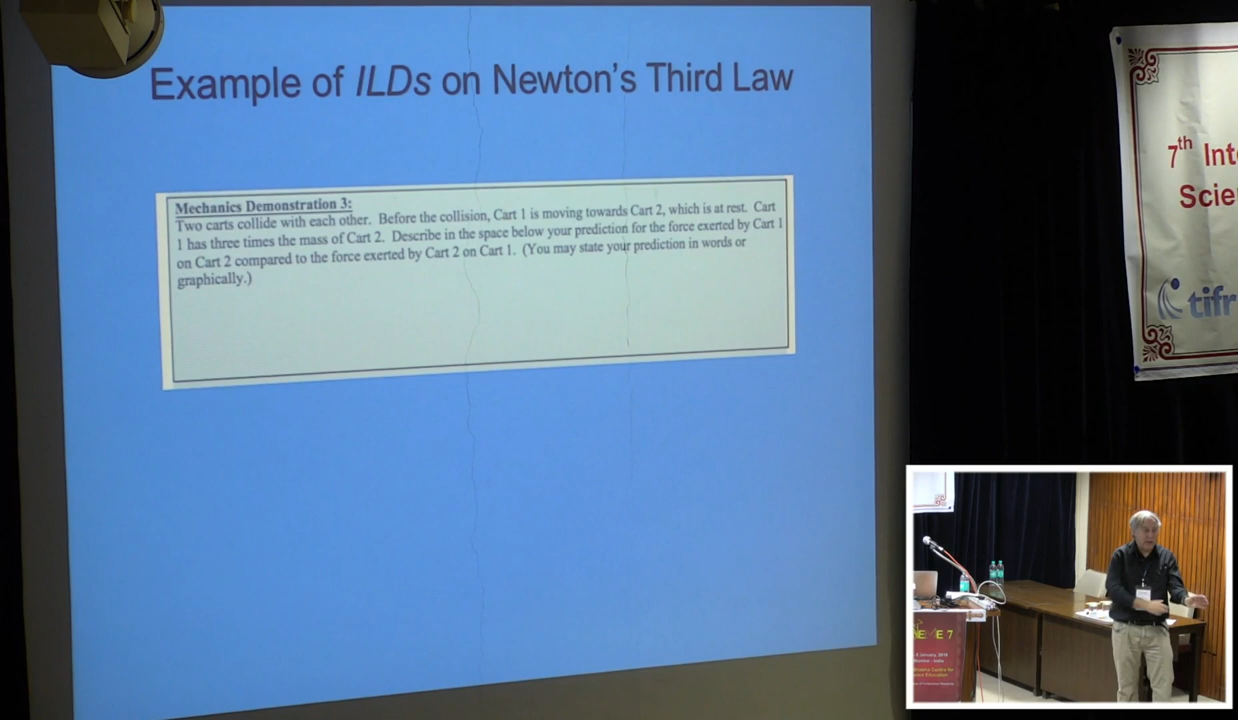 Example of ILDs on Newton's Third Law
Mechanics Demonstration 3:
Two carts collide with each other. Before the collision, Cart 1 is moving towards Cart 2, which is at rest. Cart
1 has three times the mass of Cart 2. Describe in the space below your prediction for the force exerted by Cart 1
on Cart 2 compared to the force exerted by Cart 2 on Cart 1. (You may state your prediction in words or
graphically.)
7th Int
Scie
tifr
E 7